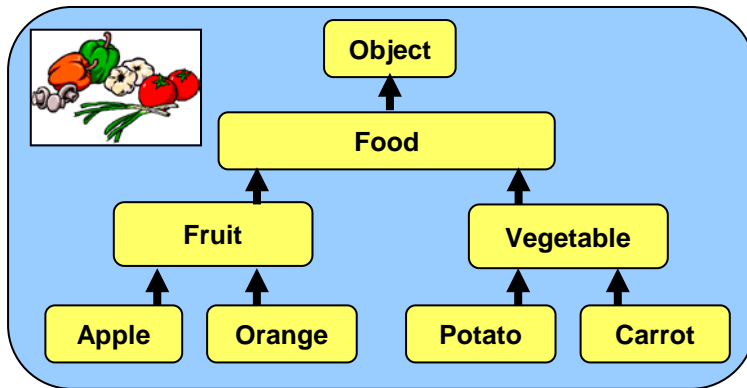 Object
Food
Fruit
Vegetable
Apple
Orange
Potato
Carrot